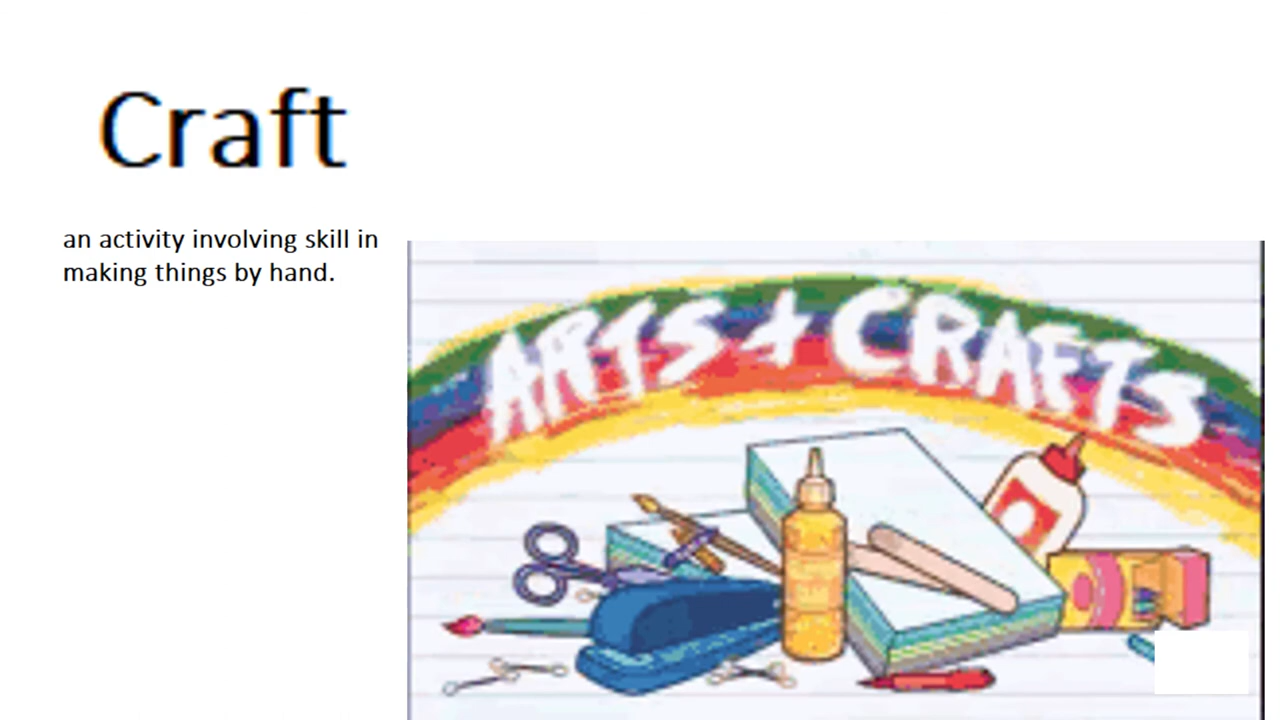 Craft
an activity involving skill in
making things by hand.
ARTS + CRAFTS